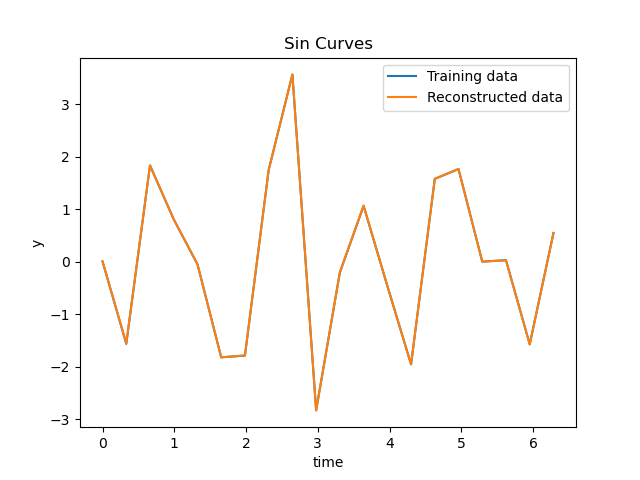 Sin Curves
Training data
Reconstructed data
3
2
1
0
−1
−2
−3
y
0 1 2 3 4 5 6
time